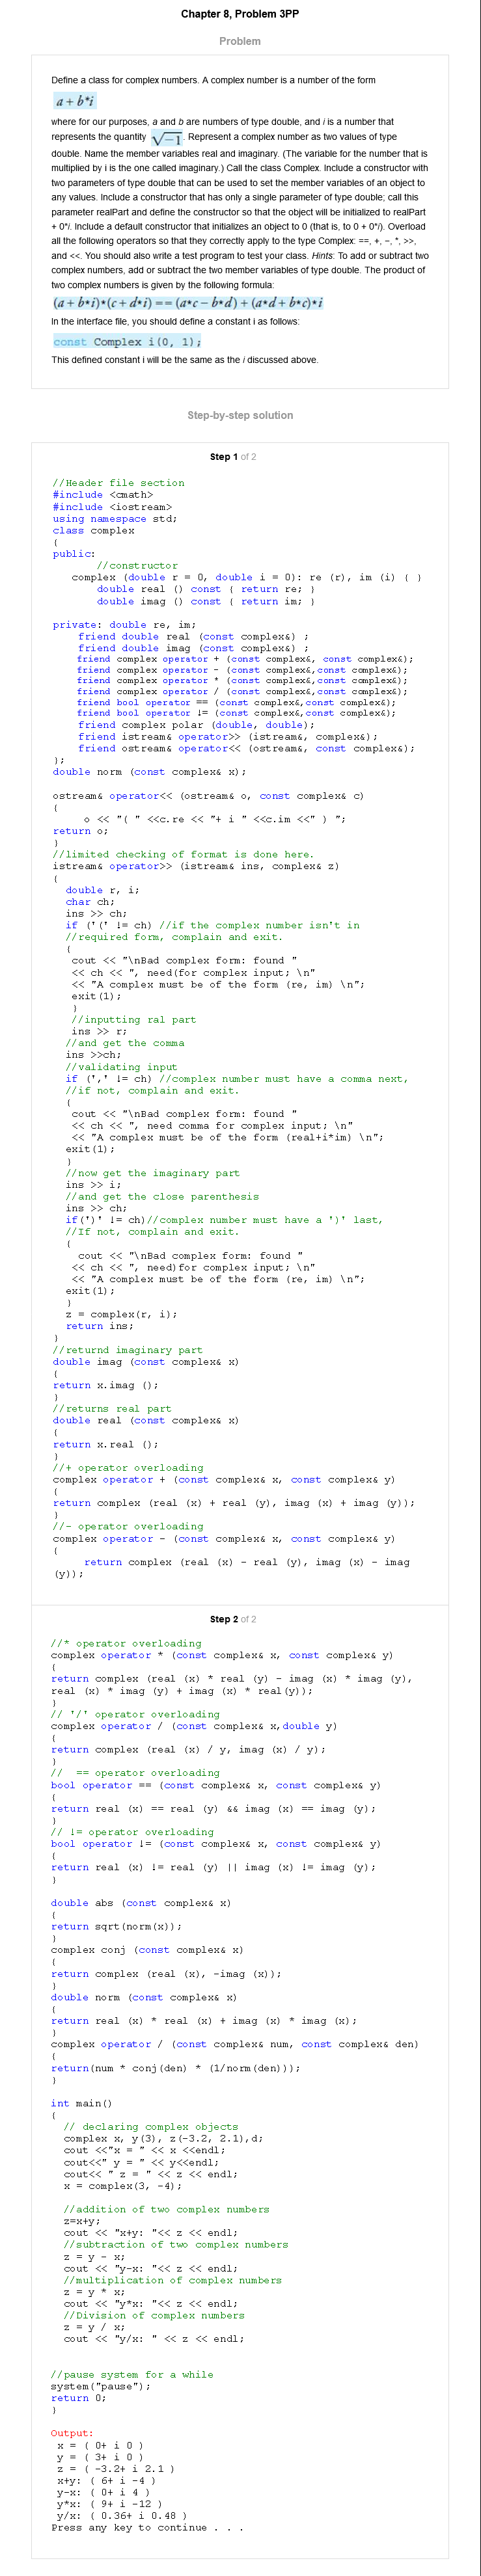 Chapter 8, Problem 3PP
Problem
Define a class for complex numbers. A complex number is a number of the form
a + b*i
where for our purposes, a and b are numbers of type double, and i is a number that
represents the quantity √−1. Represent a complex number as two values of type
double. Name the member variables real and imaginary. (The variable for the number that is
multiplied by i is the one called imaginary.) Call the class Complex. Include a constructor with
two parameters of type double that can be used to set the member variables of an object to
any values. Include a constructor that has only a single parameter of type double; call this
parameter realPart and define the constructor so that the object will be initialized to realPart
+ 0*i. Include a default constructor that initializes an object to 0 (that is, to 0 + 0*i). Overload
all the following operators so that they correctly apply to the type Complex: ==, +, −, *, >>,
and <<. You should also write a test program to test your class. Hints: To add or subtract two
complex numbers, add or subtract the two member variables of type double. The product of
two complex numbers is given by the following formula:
(a + b*i)*(c + d*i) == (a*c − b*d) + (a*d + b*c)*i
In the interface file, you should define a constant i as follows:
const Complex i(0, 1);
This defined constant i will be the same as the i discussed above.
Step-by-step solution
Step 1 of 2
//Header file section
#include <cmath>
#include <iostream>
using namespace std;
class complex
{
public:
//constructor
complex (double r = 0, double i = 0): re (r), im (i) { }
double real () const { return re; }
double imag () const { return im; }
private: double re, im;
friend double real (const complex&) ;
friend double imag (const complex&) ;
friend complex operator + (const complex&, const complex&);
friend complex operator - (const complex&,const complex&);
friend complex operator * (const complex&,const complex&);
friend complex operator / (const complex&,const complex&);
friend bool operator == (const complex&,const complex&);
friend bool operator != (const complex&,const complex&);
friend complex polar (double, double);
friend istream& operator>> (istream&, complex&);
friend ostream& operator<< (ostream&, const complex&);
};
double norm (const complex& x);
ostream& operator<< (ostream& o, const complex& c)
{
o << "( " <<c.re << "+ i " <<c.im <<" ) ";
return o;
}
//limited checking of format is done here.
istream& operator>> (istream& ins, complex& z)
{
double r, i;
char ch;
ins >> ch;
if ('(' != ch) //if the complex number isn't in
//required form, complain and exit.
{
cout << "\nBad complex form: found "
<< ch << ", need(for complex input; \n"
<< "A complex must be of the form (re, im) \n";
exit(1);
}
//inputting ral part
ins >> r;
//and get the comma
ins >>ch;
//validating input
if (',' != ch) //complex number must have a comma next,
//if not, complain and exit.
{
cout << "\nBad complex form: found "
<< ch << ", need comma for complex input; \n"
<< "A complex must be of the form (real+i*im) \n";
exit(1);
}
//now get the imaginary part
ins >> i;
//and get the close parenthesis
ins >> ch;
if(')' != ch)//complex number must have a ')' last,
//If not, complain and exit.
{
cout << "\nBad complex form: found "
<< ch << ", need)for complex input; \n"
<< "A complex must be of the form (re, im) \n";
exit(1);
}
z = complex(r, i);
return ins;
}
//returnd imaginary part
double imag (const complex& x)
{
return x.imag ();
}
//returns real part
double real (const complex& x)
{
return x.real ();
}
//+ operator overloading
complex operator + (const complex& x, const complex& y)
{
return complex (real (x) + real (y), imag (x) + imag (y));
}
//- operator overloading
complex operator - (const complex& x, const complex& y)
{
return complex (real (x) - real (y), imag (x) - imag
(y));
Step 2 of 2
//* operator overloading
complex operator * (const complex& x, const complex& y)
{
return complex (real (x) * real (y) - imag (x) * imag (y),
real (x) * imag (y) + imag (x) * real(y));
}
// '/' operator overloading
complex operator / (const complex& x,double y)
{
return complex (real (x) / y, imag (x) / y);
}
//  == operator overloading
bool operator == (const complex& x, const complex& y)
{
return real (x) == real (y) && imag (x) == imag (y);
}
// != operator overloading
bool operator != (const complex& x, const complex& y)
{
return real (x) != real (y) || imag (x) != imag (y);
}
double abs (const complex& x)
{
return sqrt(norm(x));
}
complex conj (const complex& x)
{
return complex (real (x), -imag (x));
}
double norm (const complex& x)
{
return real (x) * real (x) + imag (x) * imag (x);
}
complex operator / (const complex& num, const complex& den)
{
return(num * conj(den) * (1/norm(den)));
}
int main()
{
// declaring complex objects
complex x, y(3), z(-3.2, 2.1),d;
cout <<"x = " << x <<endl;
cout<<" y = " << y<<endl;
cout<< " z = " << z << endl;
x = complex(3, -4);
//addition of two complex numbers
z=x+y;
cout << "x+y: "<< z << endl;
//subtraction of two complex numbers
z = y - x;
cout << "y-x: "<< z << endl;
//multiplication of complex numbers
z = y * x;
cout << "y*x: "<< z << endl;
//Division of complex numbers
z = y / x;
cout << "y/x: " << z << endl;
//pause system for a while
system("pause");
return 0;
}
Output:
x = ( 0+ i 0 )
y = ( 3+ i 0 )
z = ( -3.2+ i 2.1 )
x+y: ( 6+ i -4 )
y-x: ( 0+ i 4 )
y*x: ( 9+ i -12 )
y/x: ( 0.36+ i 0.48 )
Press any key to continue . . .